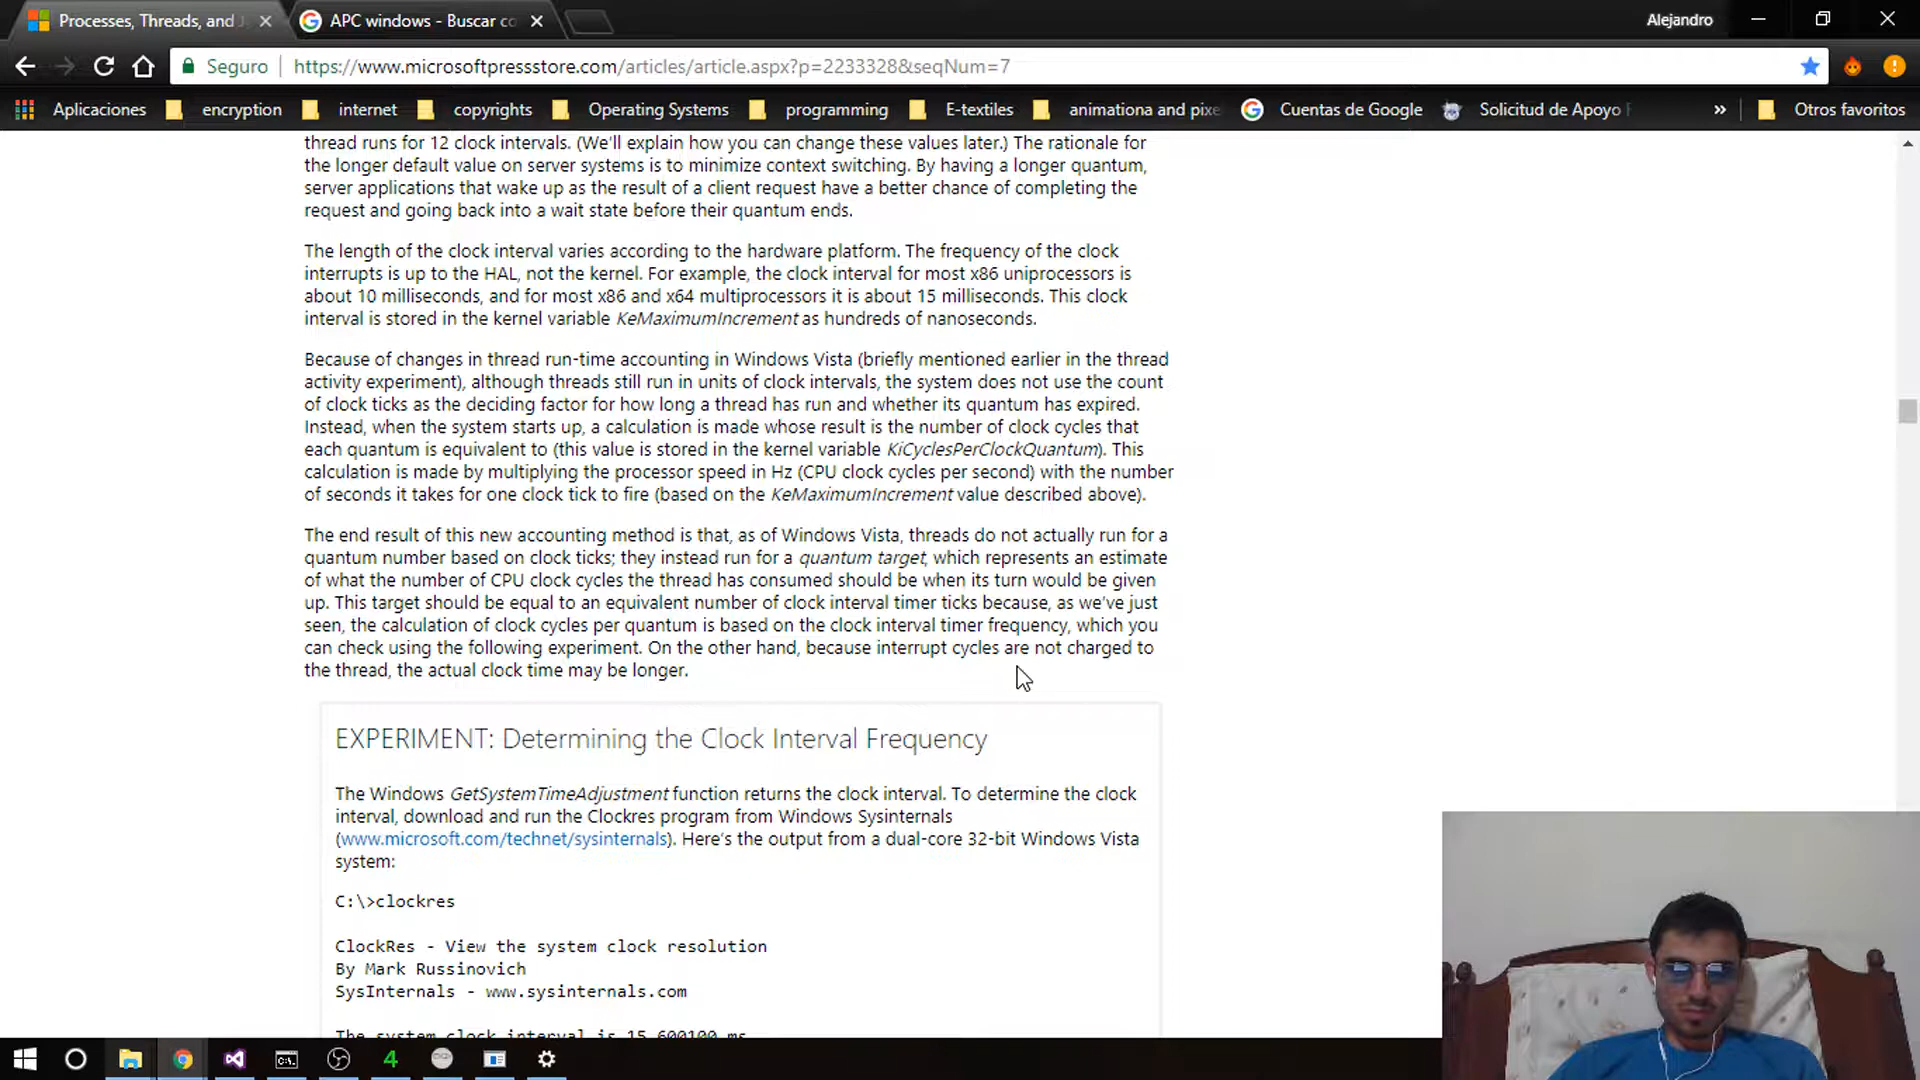 Processes, Threads, and J
APC windows - Buscar co
Alejandro
Seguro
https://www.microsoftpressstore.com/articles/article.aspx?p=2233328&seqNum=7
Aplicaciones
encryption
internet
copyrights
Operating Systems
programming
E-textiles
animationa and pixe
Cuentas de Google
Solicitud de Apoyo
»
Otros favoritos
thread runs for 12 clock intervals. (We'll explain how you can change these values later.) The rationale for
the longer default value on server systems is to minimize context switching. By having a longer quantum,
server applications that wake up as the result of a client request have a better chance of completing the
request and going back into a wait state before their quantum ends.
The length of the clock interval varies according to the hardware platform. The frequency of the clock
interrupts is up to the HAL, not the kernel. For example, the clock interval for most x86 uniprocessors is
about 10 milliseconds, and for most x86 and x64 multiprocessors it is about 15 milliseconds. This clock
interval is stored in the kernel variable KeMaximumIncrement as hundreds of nanoseconds.
Because of changes in thread run-time accounting in Windows Vista (briefly mentioned earlier in the thread
activity experiment), although threads still run in units of clock intervals, the system does not use the count
of clock ticks as the deciding factor for how long a thread has run and whether its quantum has expired.
Instead, when the system starts up, a calculation is made whose result is the number of clock cycles that
each quantum is equivalent to (this value is stored in the kernel variable KiCyclesPerClockQuantum). This
calculation is made by multiplying the processor speed in Hz (CPU clock cycles per second) with the number
of seconds it takes for one clock tick to fire (based on the KeMaximumIncrement value described above).
The end result of this new accounting method is that, as of Windows Vista, threads do not actually run for a
quantum number based on clock ticks; they instead run for a quantum target, which represents an estimate
of what the number of CPU clock cycles the thread has consumed should be when its turn would be given
up. This target should be equal to an equivalent number of clock interval timer ticks because, as we've just
seen, the calculation of clock cycles per quantum is based on the clock interval timer frequency, which you
can check using the following experiment. On the other hand, because interrupt cycles are not charged to
the thread, the actual clock time may be longer.
EXPERIMENT: Determining the Clock Interval Frequency
The Windows GetSystemTimeAdjustment function returns the clock interval. To determine the clock
interval, download and run the Clockres program from Windows Sysinternals
(www.microsoft.com/technet/sysinternals). Here's the output from a dual-core 32-bit Windows Vista
system:
C:\>clockres
ClockRes - View the system clock resolution
By Mark Russinovich
SysInternals - www.sysinternals.com
The system clock interval is 15.600100 ms
4